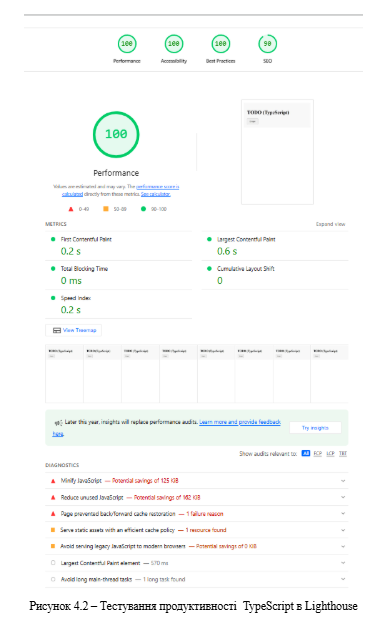 100
100
100
90
Performance
Accessibility
Best Practices
SEO
100
TODO (TypeScript)
Performance
Values are estimated and may vary. The performance score is
calculated directly from these metrics. See calculator.
0-49
50-89
90-100
METRICS
Expand view
First Contentful Paint
0.2 s
Largest Contentful Paint
0.6 s
Total Blocking Time
0 ms
Cumulative Layout Shift
0
Speed Index
0.2 s
View Treemap
Later this year, insights will replace performance audits. Learn more and provide feedback
here.
Try insights
Show audits relevant to: All FCP LCP TBT
DIAGNOSTICS
Minify JavaScript — Potential savings of 125 KiB
Reduce unused JavaScript — Potential savings of 162 KiB
Page prevented back/forward cache restoration — 1 failure reason
Serve static assets with an efficient cache policy — 1 resource found
Avoid serving legacy JavaScript to modern browsers — Potential savings of 0 KiB
Largest Contentful Paint element — 570 ms
Avoid long main-thread tasks — 1 long task found
Рисунок 4.2 – Тестування продуктивності TypeScript в Lighthouse